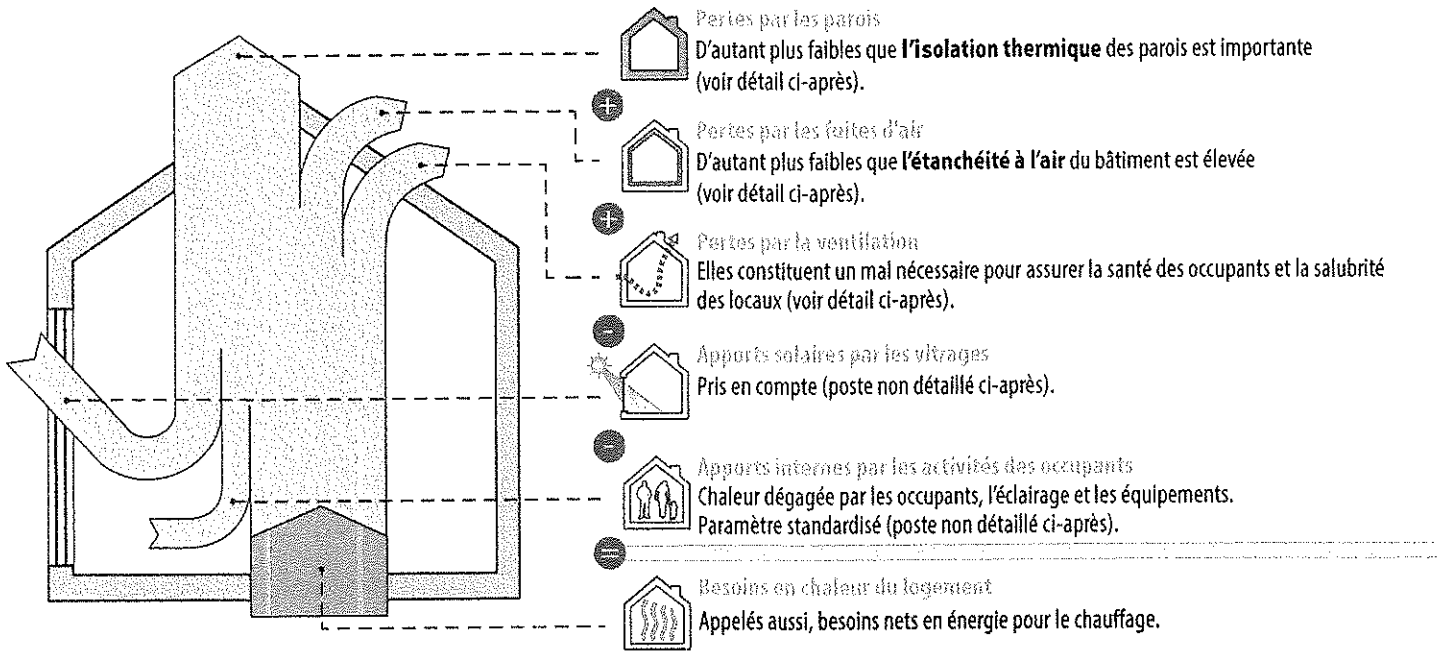 Pertes par les parois
D'autant plus faibles que l'isolation thermique des parois est importante
(voir détail ci-après).
+
Pertes par les fuites d'air
D'autant plus faibles que l'étanchéité à l'air du bâtiment est élevée
(voir détail ci-après).
+
Pertes par la ventilation
Elles constituent un mal nécessaire pour assurer la santé des occupants et la salubrité
des locaux (voir détail ci-après).
-
Apports solaires par les vitrages
Pris en compte (poste non détaillé ci-après).
-
Apports internes par les activités des occupants
Chaleur dégagée par les occupants, l'éclairage et les équipements.
Paramètre standardisé (poste non détaillé ci-après).
=
Besoins en chaleur du logement
Appelés aussi, besoins nets en énergie pour le chauffage.